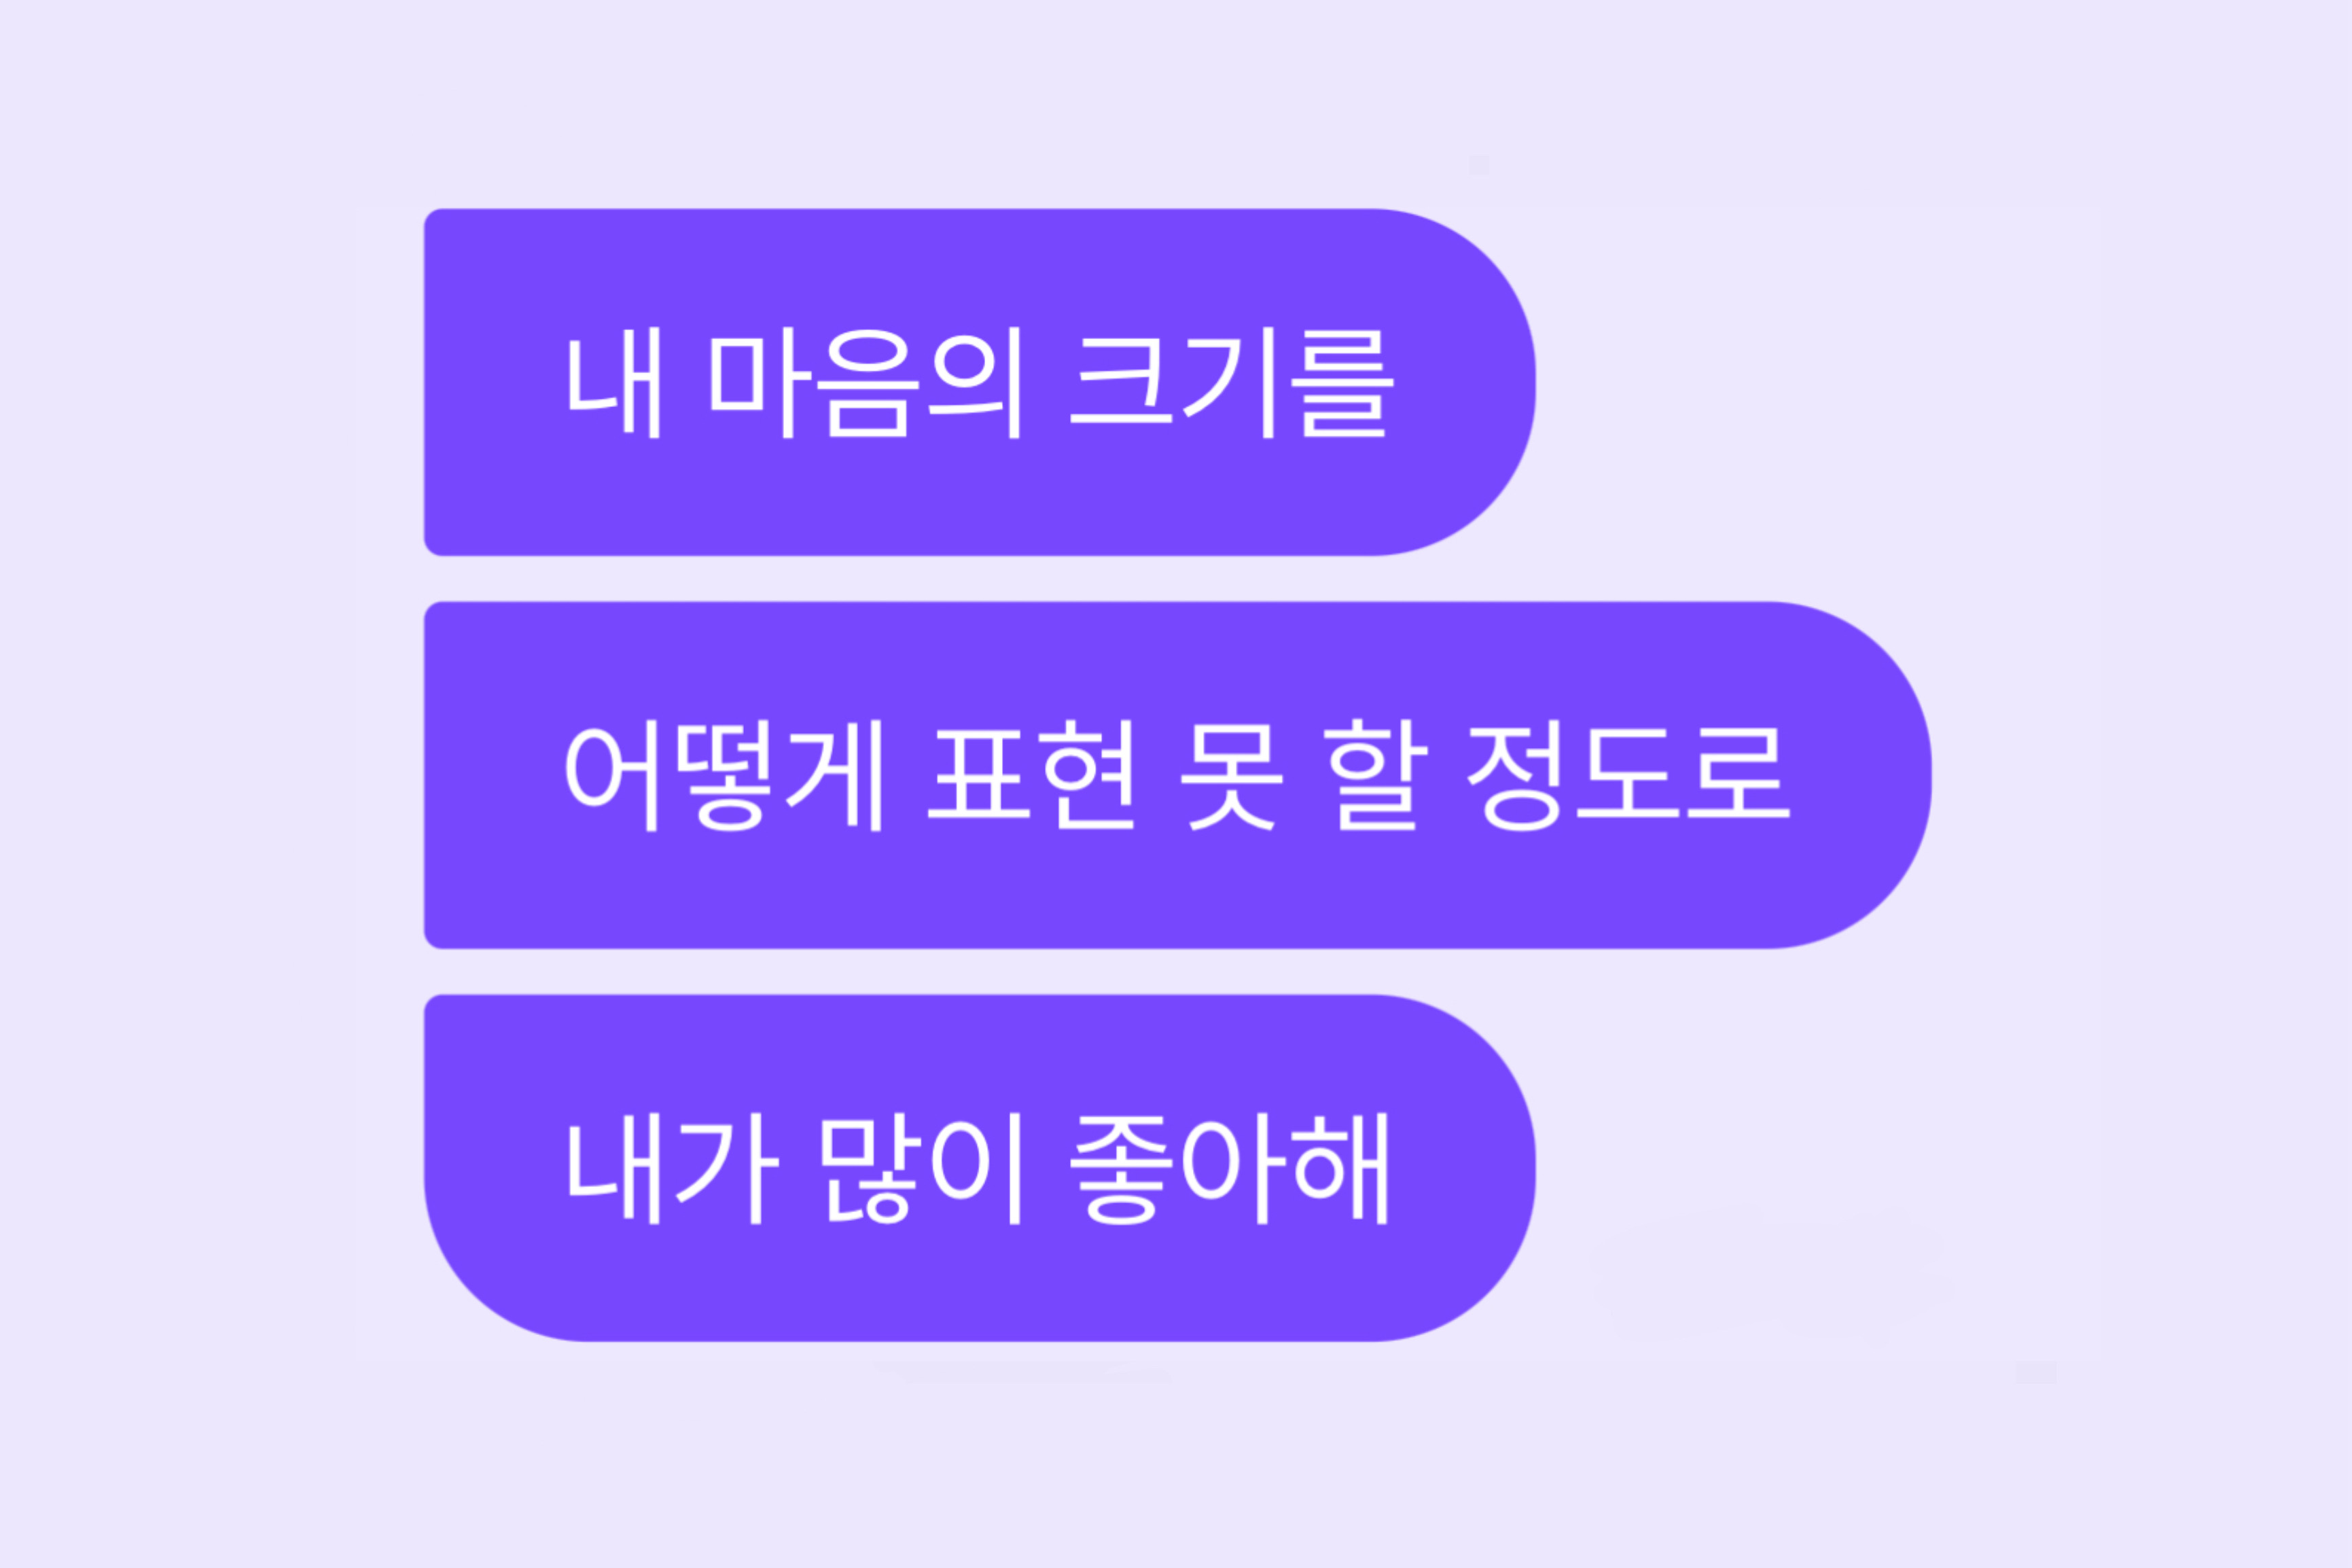 내 마음의 크기를
어떻게 표현 못 할 정도로
내가 많이 좋아해